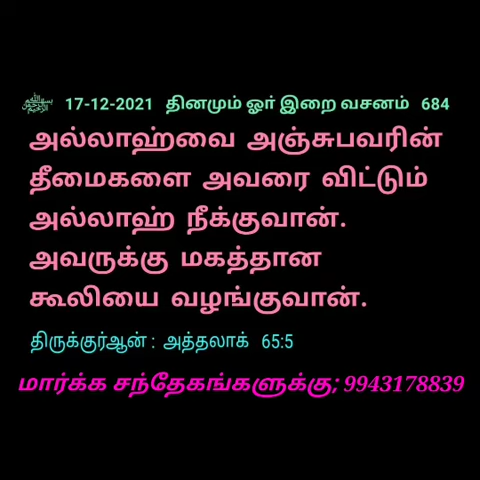 ﷽ 17-12-2021 தினமும் ஓர் இறை வசனம் 684
அல்லாஹ்வை அஞ்சுபவரின்
தீமைகளை அவரை விட்டும்
அல்லாஹ் நீக்குவான்.
அவருக்கு மகத்தான
கூலியை வழங்குவான்.
திருக்குர்ஆன் : அத்தலாக் 65:5
மார்க்க சந்தேகங்களுக்கு; 9943178839